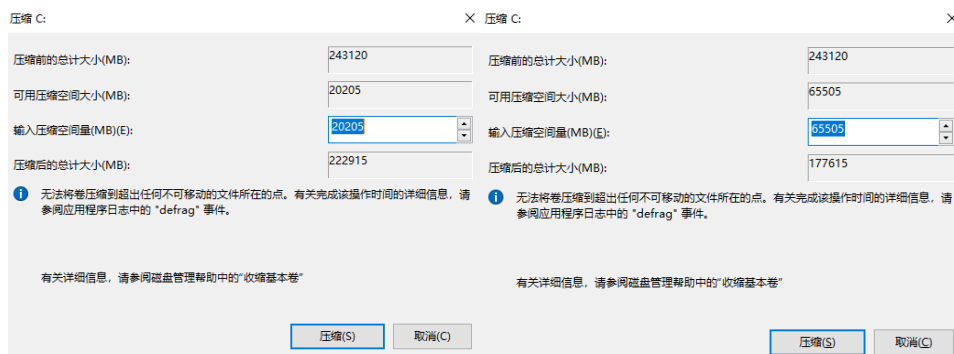 压缩 C:
压缩前的总计大小(MB): 243120
可用压缩空间大小(MB): 20205
输入压缩空间量(MB)(E): 20205
压缩后的总计大小(MB): 222915
无法将卷压缩到超出任何不可移动的文件所在的点。有关完成该操作时间的详细信息，请
参阅应用程序日志中的 "defrag" 事件。
有关详细信息，请参阅磁盘管理帮助中的“收缩基本卷”
压缩(S) 取消(C)
压缩 C:
压缩前的总计大小(MB): 243120
可用压缩空间大小(MB): 65505
输入压缩空间量(MB)(E): 65505
压缩后的总计大小(MB): 177615
无法将卷压缩到超出任何不可移动的文件所在的点。有关完成该操作时间的详细信息，请
参阅应用程序日志中的 "defrag" 事件。
有关详细信息，请参阅磁盘管理帮助中的“收缩基本卷”
压缩(S) 取消(C)